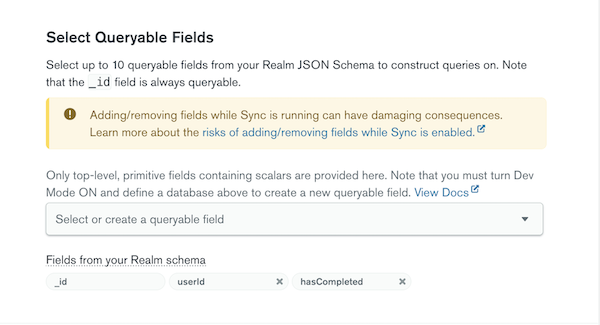 Select Queryable Fields
Select up to 10 queryable fields from your Realm JSON Schema to construct queries on. Note
that the _id field is always queryable.
Adding/removing fields while Sync is running can have damaging consequences.
Learn more about the risks of adding/removing fields while Sync is enabled.
Only top-level, primitive fields containing scalars are provided here. Note that you must turn Dev
Mode ON and define a database above to create a new queryable field. View Docs
Select or create a queryable field
Fields from your Realm schema
_id userId hasCompleted